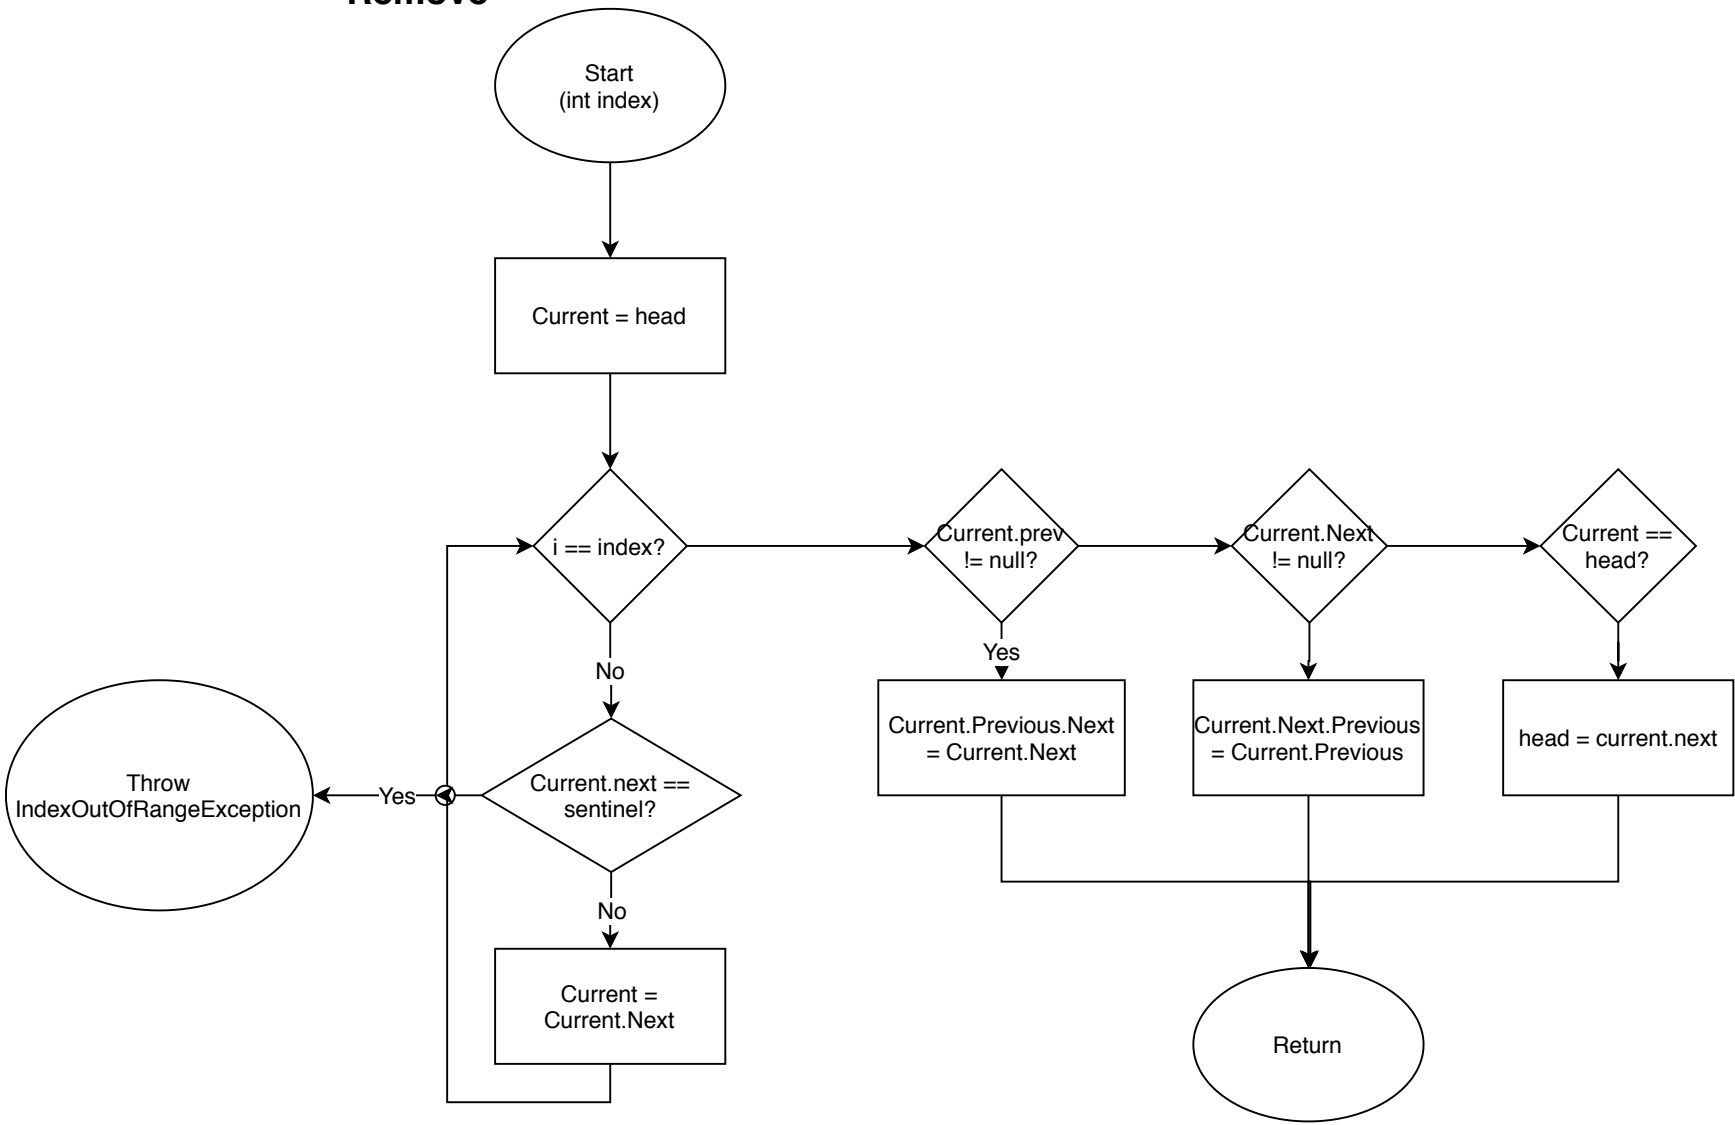 Remove
Start
(int index)
Current = head
i == index?
Current.prev
!= null?
Current.Next
!= null?
Current ==
head?
No
Yes
Current.Previous.Next
= Current.Next
Current.Next.Previous
= Current.Previous
head = current.next
Throw
IndexOutOfRangeException
Yes
Current.next ==
sentinel?
No
Current =
Current.Next
Return